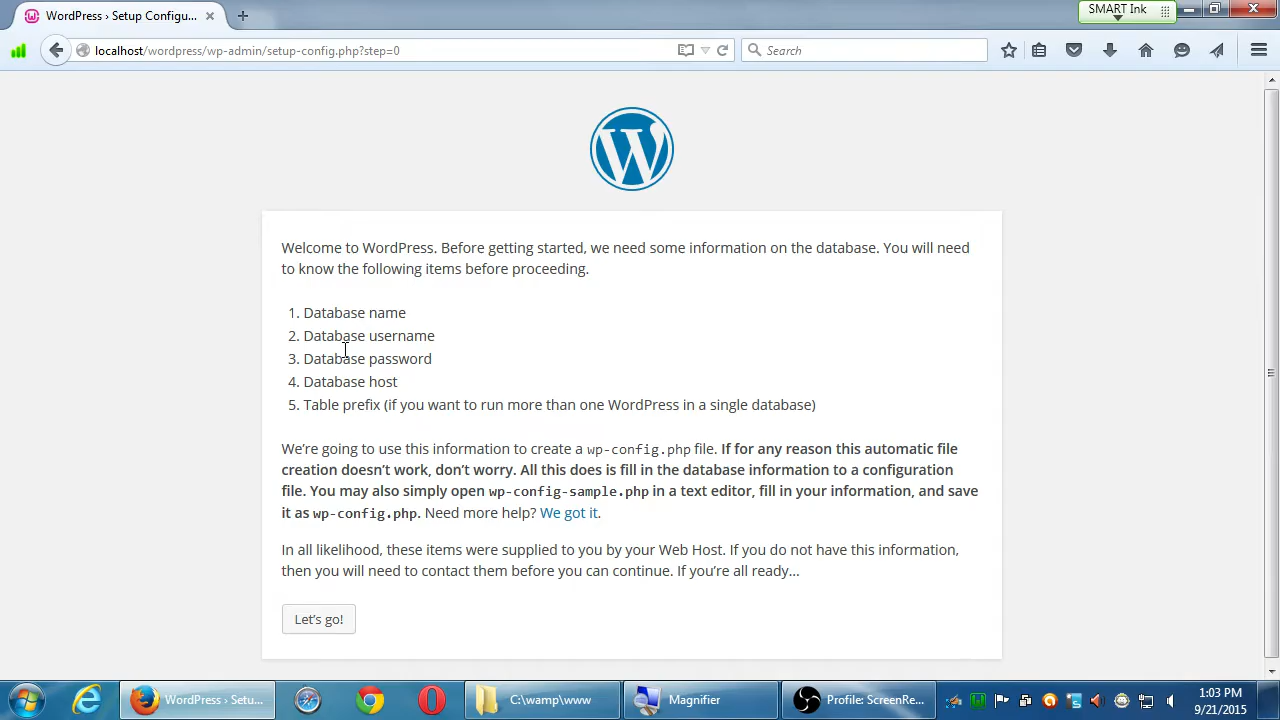 WordPress › Setup Configu...
SMART Ink
localhost/wordpress/wp-admin/setup-config.php?step=0
Search
Welcome to WordPress. Before getting started, we need some information on the database. You will need
to know the following items before proceeding.
1. Database name
2. Database username
3. Database password
4. Database host
5. Table prefix (if you want to run more than one WordPress in a single database)
We’re going to use this information to create a wp-config.php file. If for any reason this automatic file
creation doesn’t work, don’t worry. All this does is fill in the database information to a configuration
file. You may also simply open wp-config-sample.php in a text editor, fill in your information, and save
it as wp-config.php. Need more help? We got it.
In all likelihood, these items were supplied to you by your Web Host. If you do not have this information,
then you will need to contact them before you can continue. If you’re all ready…
Let’s go!
WordPress › Setu...
C:\wamp\www
Magnifier
Profile: ScreenRe...
1:03 PM
9/21/2015